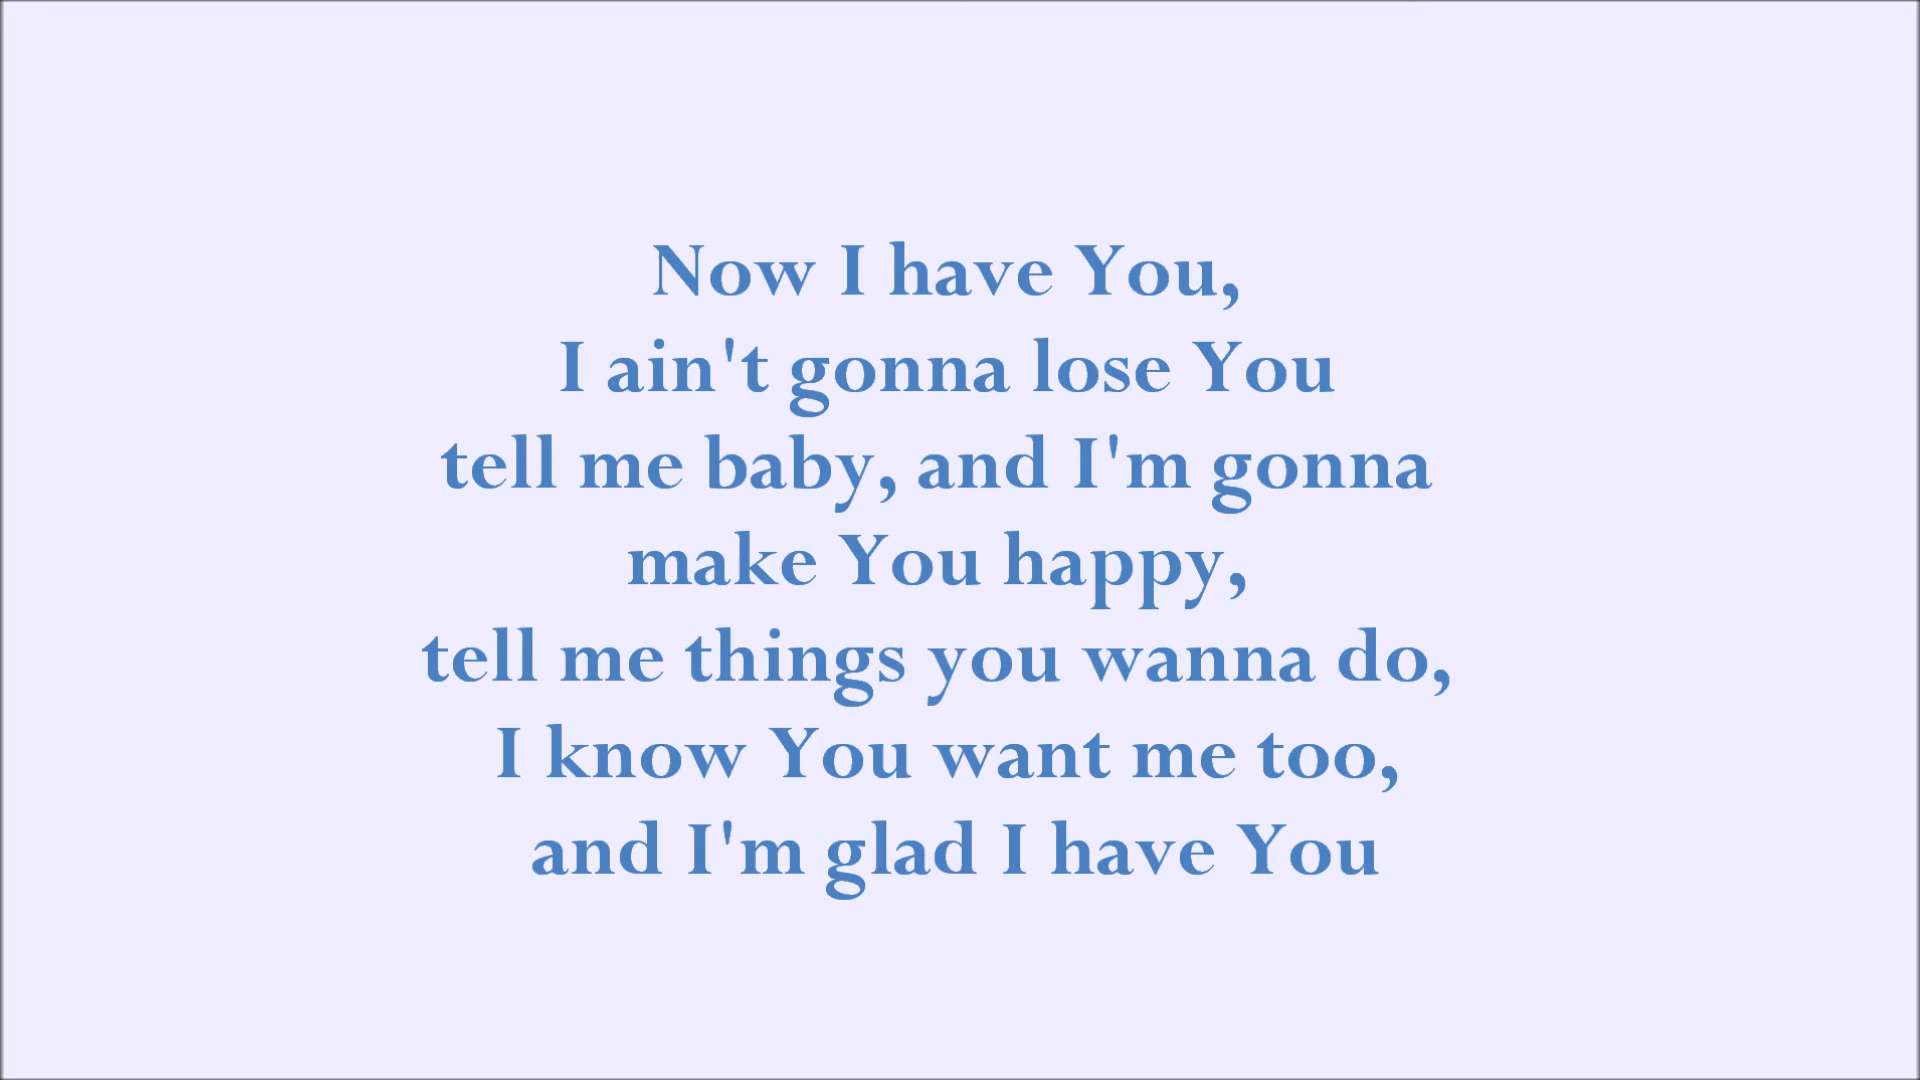 Now I have You,
I ain't gonna lose You
tell me baby, and I'm gonna
make You happy,
tell me things you wanna do,
I know You want me too,
and I'm glad I have You